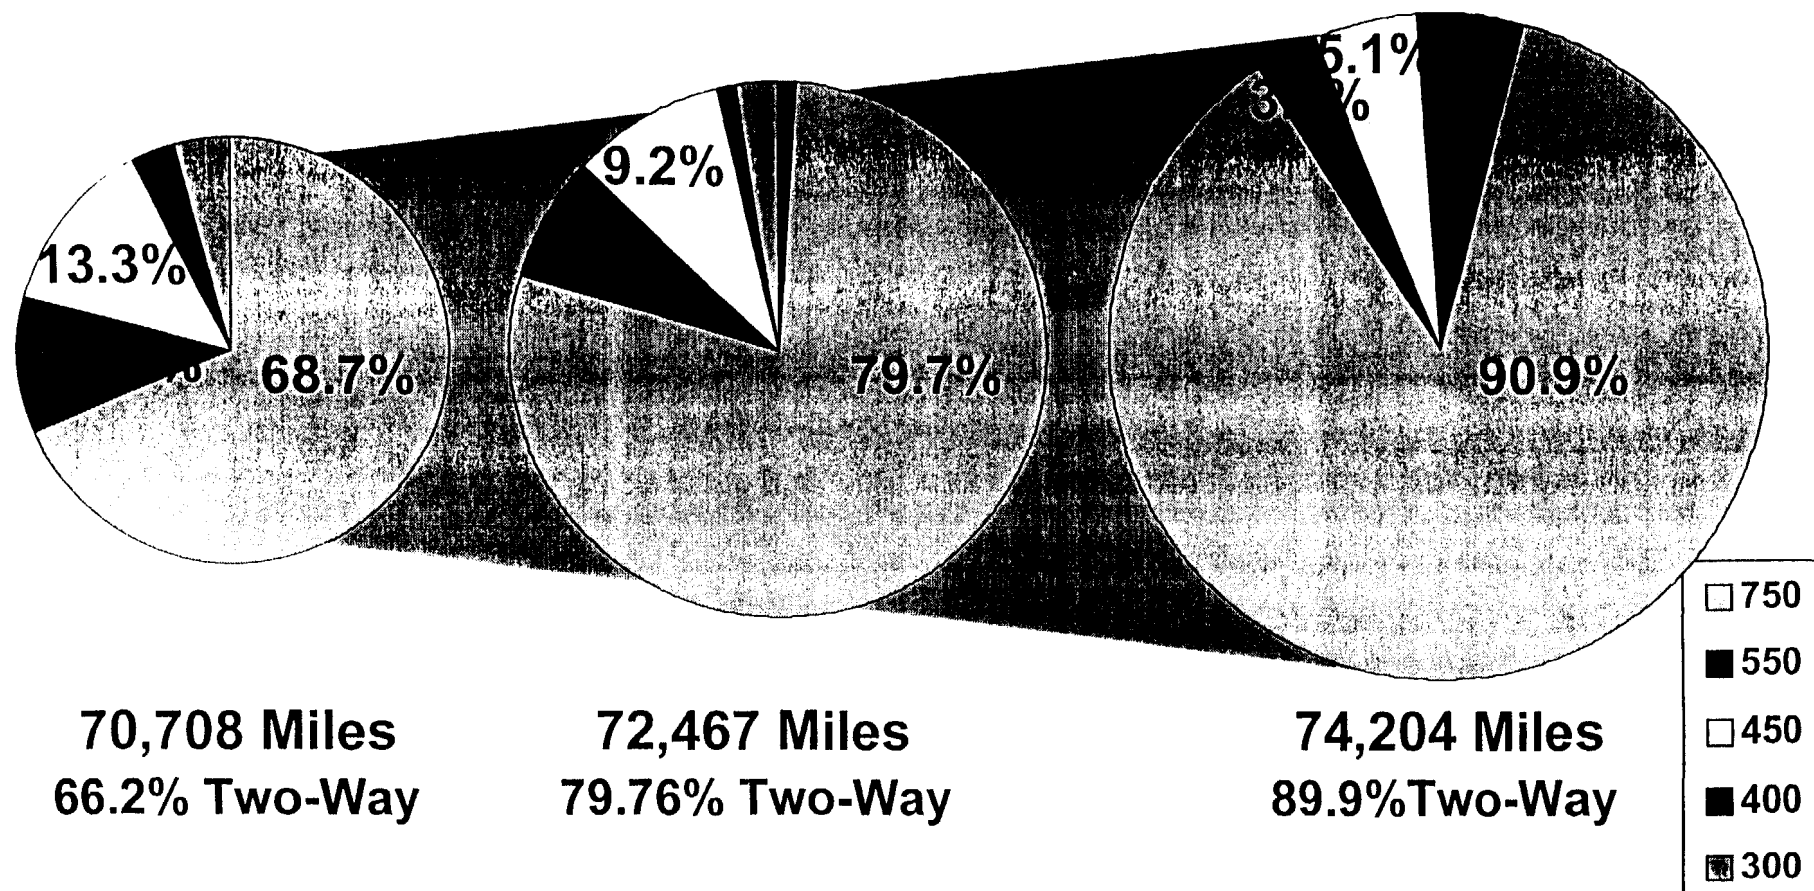 5.1%
9.2%
13.3%
68.7%
79.7%
90.9%
70,708 Miles
66.2% Two-Way
72,467 Miles
79.76% Two-Way
74,204 Miles
89.9%Two-Way
750
550
450
400
300